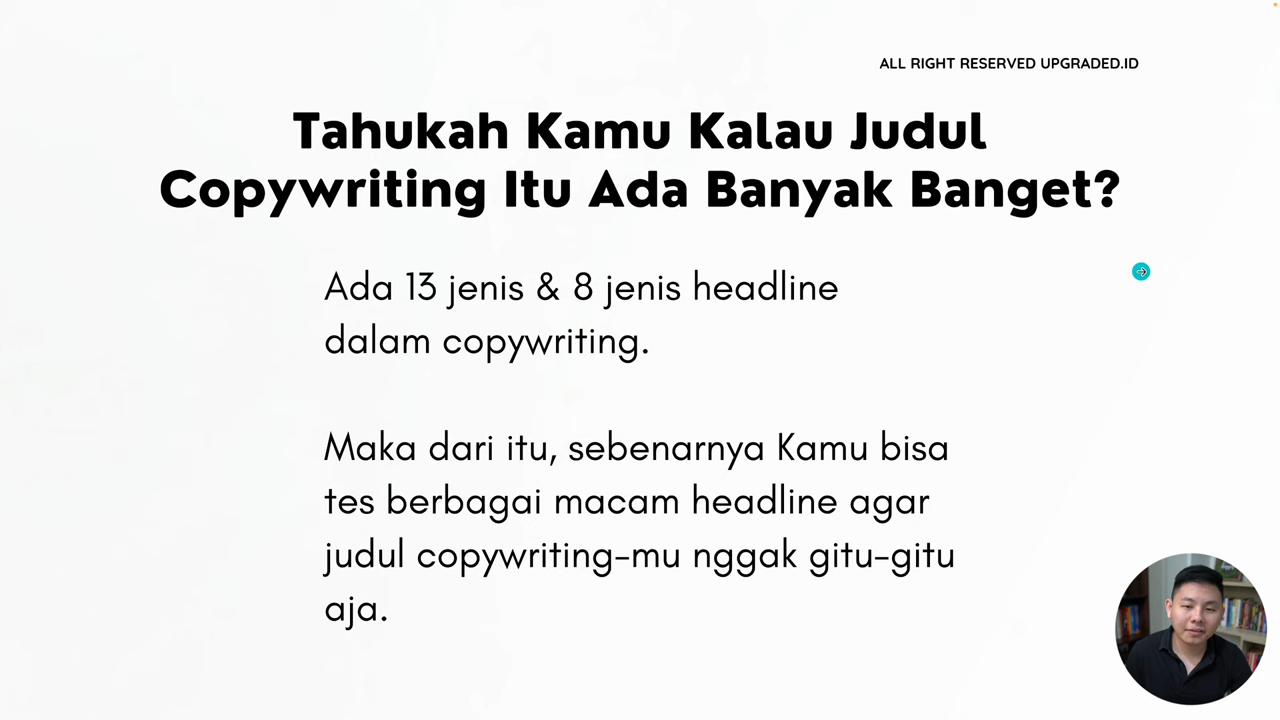 ALL RIGHT RESERVED UPGRADED.ID
Tahukah Kamu Kalau Judul
Copywriting Itu Ada Banyak Banget?
Ada 13 jenis & 8 jenis headline
dalam copywriting.
Maka dari itu, sebenarnya Kamu bisa
tes berbagai macam headline agar
judul copywriting-mu nggak gitu-gitu
aja.